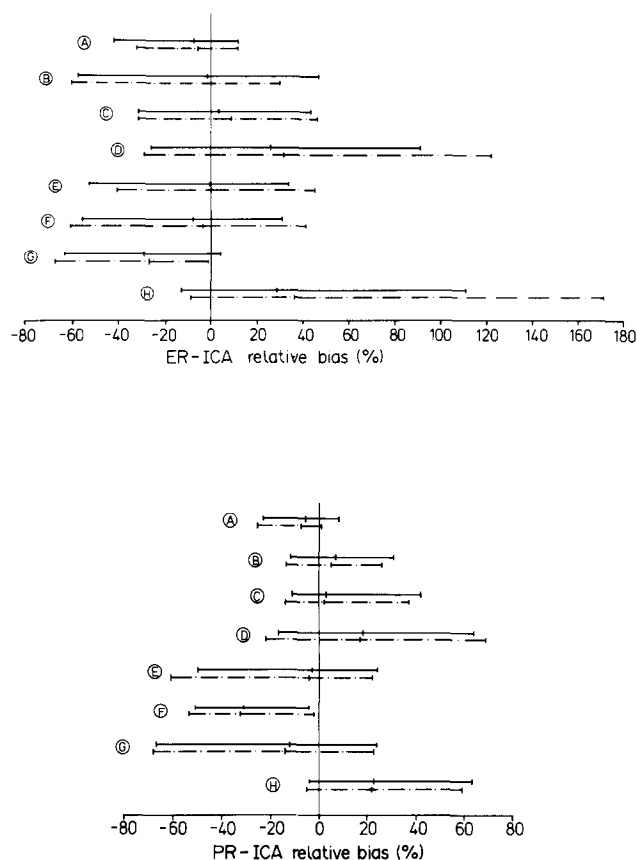 A
B
C
D
E
F
G
H
-80 -60 -40 -20 0 20 40 60 80 100 120 140 160 180
ER-ICA relative bias (%)
A
B
C
D
E
F
G
H
-80 -60 -40 -20 0 20 40 60 80
PR-ICA relative bias (%)